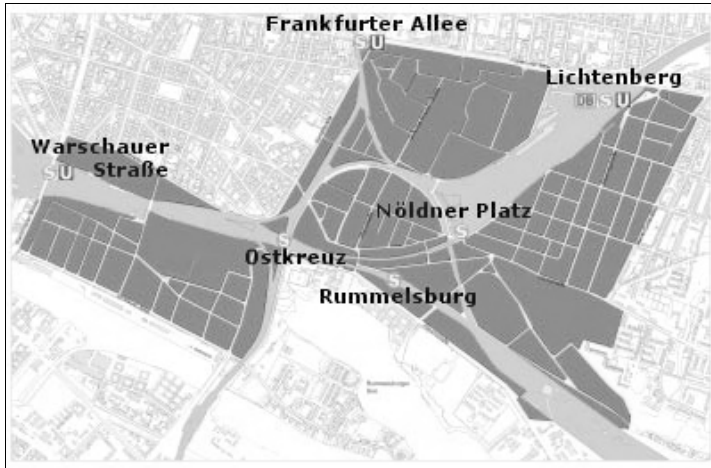 Frankfurter Allee
S U
Lichtenberg
DB S U
Warschauer
Straße
S U
Nöldner Platz
S
S
Ostkreuz
S
Rummelsburg